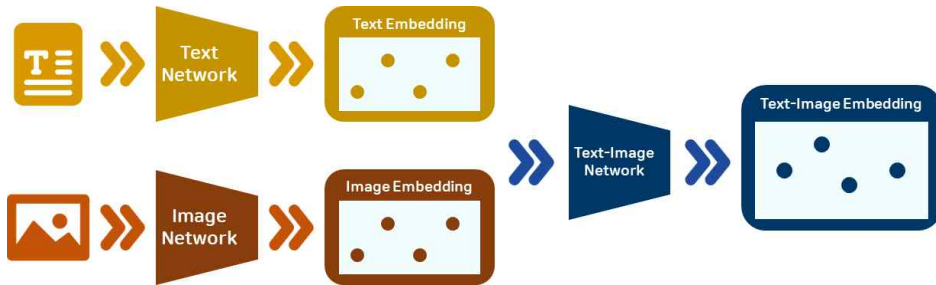 Text Embedding
T
Text
Network
Text-Image Embedding
Text-Image
Network
Image Embedding
Image
Network